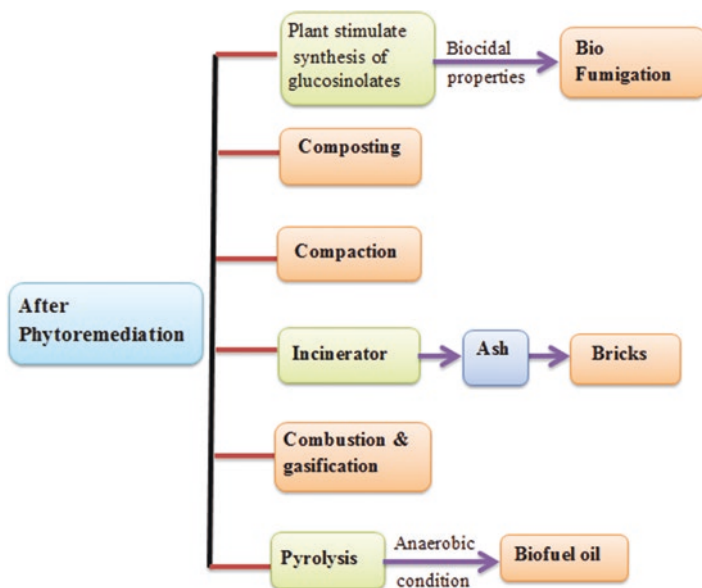 Plant stimulate
synthesis of
glucosinolates
Biocidal
properties
Bio
Fumigation
Composting
Compaction
After
Phytoremediation
Incinerator
Ash
Bricks
Combustion &
gasification
Pyrolysis
Anaerobic
condition
Biofuel oil